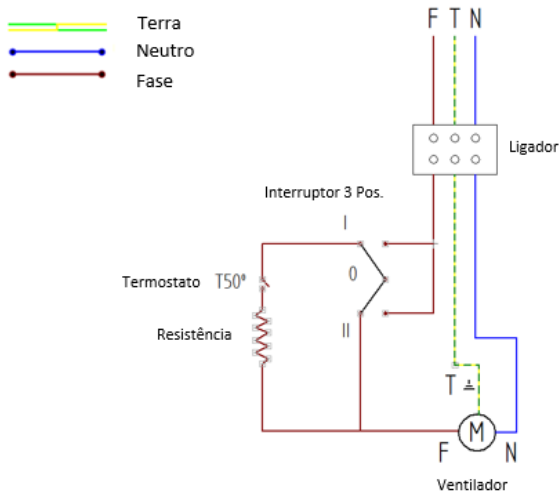 Terra
Neutro
Fase
F T N
Ligador
Interruptor 3 Pos.
I
0
II
Termostato T50º
Resistência
T
F M N
Ventilador